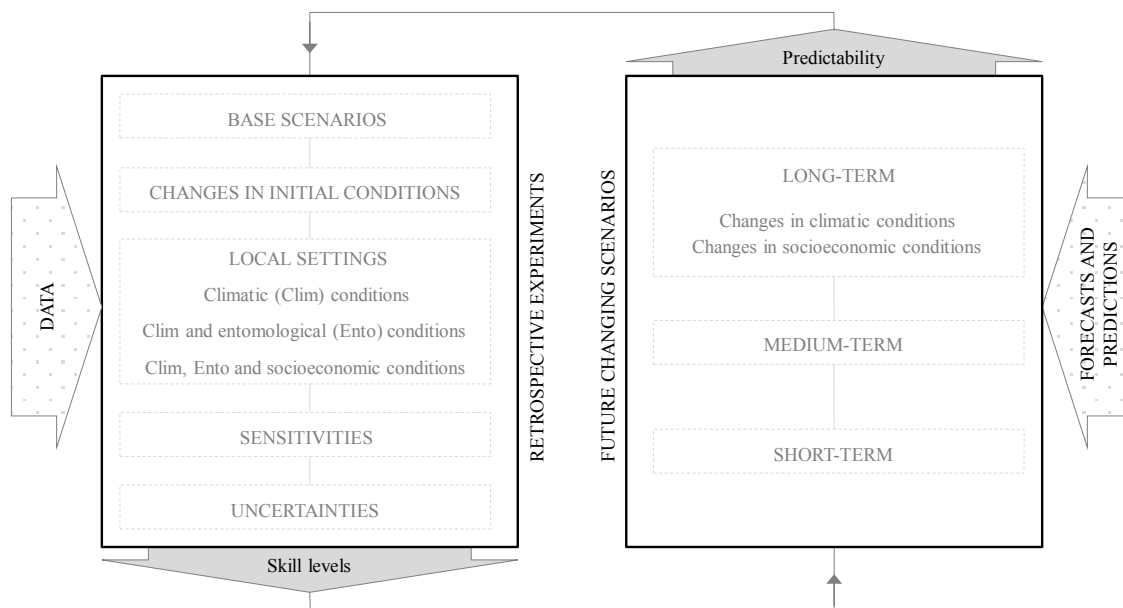 DATA
BASE SCENARIOS
CHANGES IN INITIAL CONDITIONS
LOCAL SETTINGS
Climatic (Clim) conditions
Clim and entomological (Ento) conditions
Clim, Ento and socioeconomic conditions
SENSITIVITIES
UNCERTAINTIES
Skill levels
RETROSPECTIVE EXPERIMENTS
FUTURE CHANGING SCENARIOS
Predictability
LONG-TERM
Changes in climatic conditions
Changes in socioeconomic conditions
MEDIUM-TERM
SHORT-TERM
FORECASTS AND
PREDICTIONS